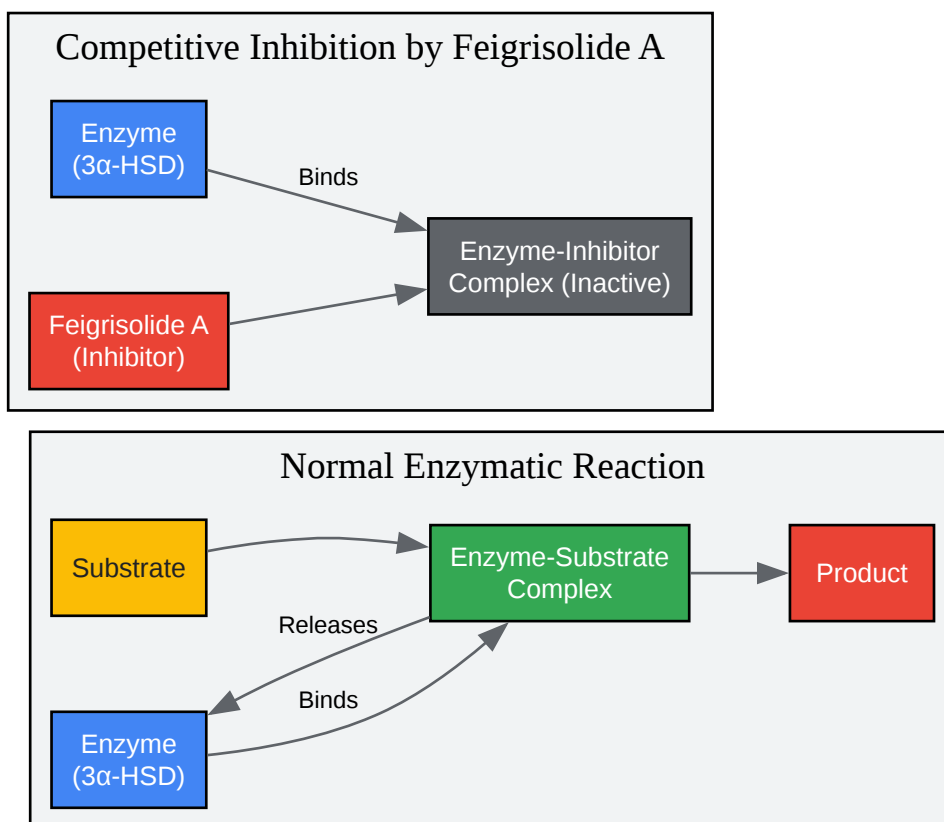 Competitive Inhibition by Feigrisolide A
Enzyme
(3α-HSD)
Binds
Enzyme-Inhibitor
Complex (Inactive)
Feigrisolide A
(Inhibitor)
Normal Enzymatic Reaction
Substrate
Enzyme-Substrate
Complex
Product
Releases
Binds
Enzyme
(3α-HSD)